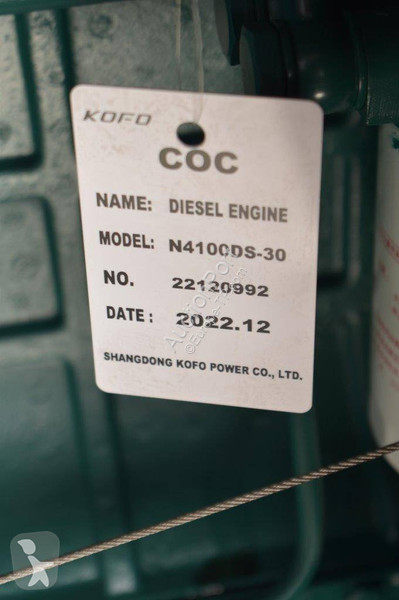 KOFO
COC
NAME: DIESEL ENGINE
MODEL: N4100DS-30
NO. 22120992
DATE: 2022.12
SHANGDONG KOFO POWER CO., LTD.